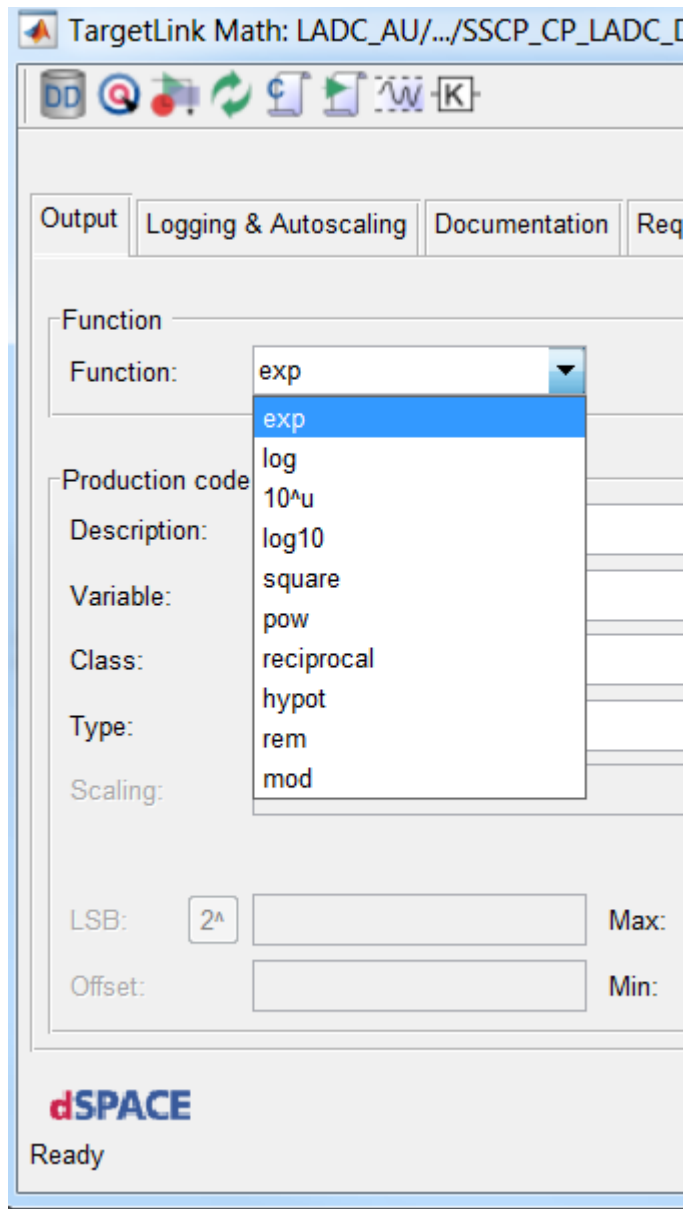 TargetLink Math: LADC_AU/.../SSCP_CP_LADC_D
DD C K
Output Logging & Autoscaling Documentation Req
Function
Function: exp
exp
log
10^u
log10
square
pow
reciprocal
hypot
rem
mod
Production code
Description:
Variable:
Class:
Type:
Scaling:
LSB: 2^ Max:
Offset: Min:
dSPACE
Ready